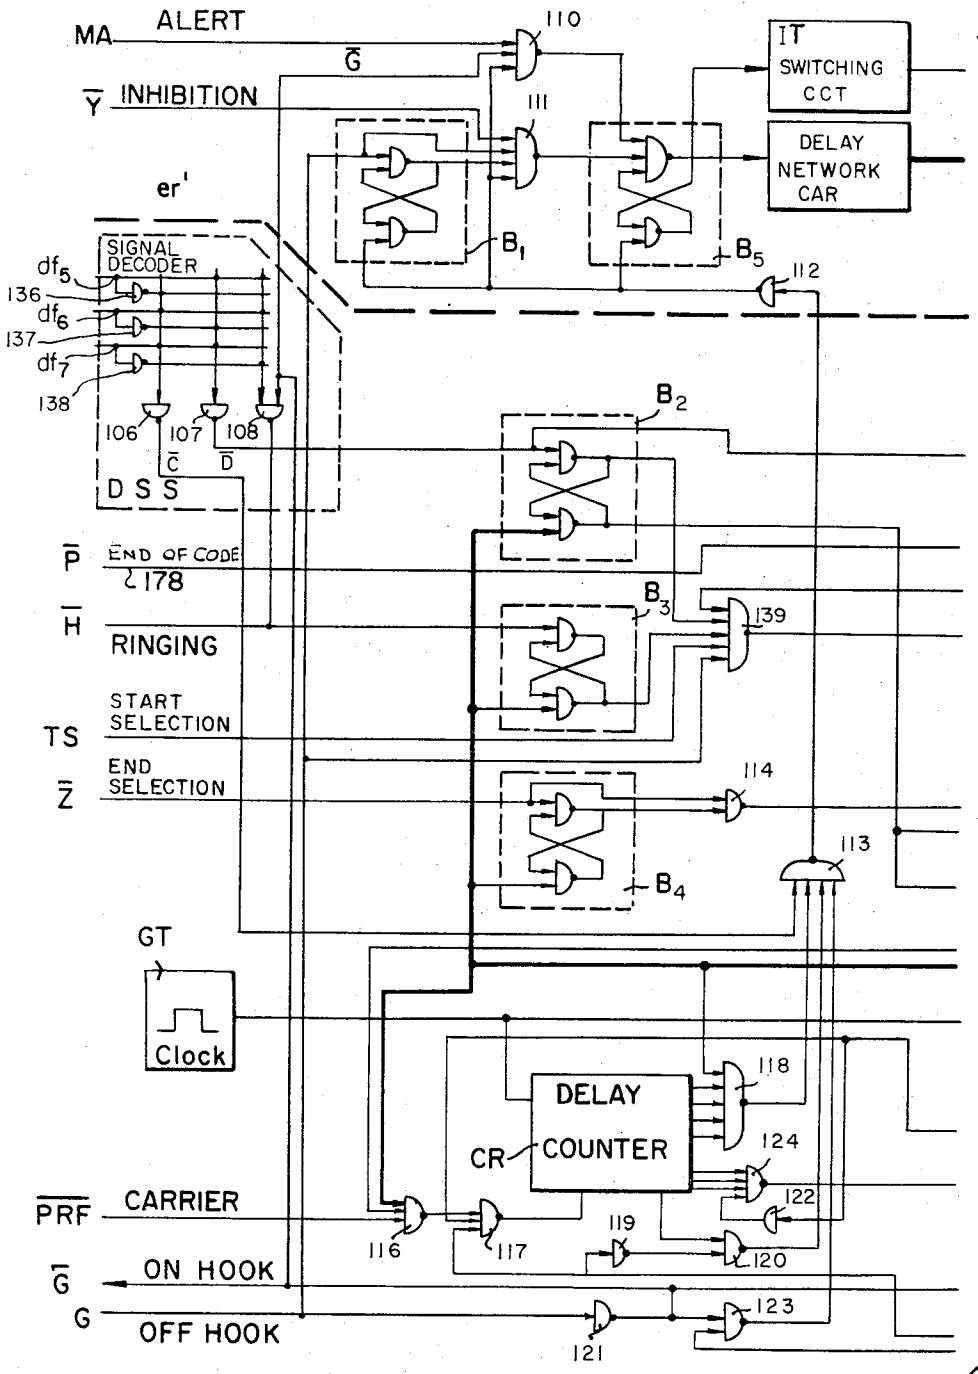 ALERT
MA
110
IT
SWITCHING
CCT
G̅
Y̅ INHIBITION
111
DELAY
NETWORK
CAR
er'
B1
B5
112
SIGNAL
DECODER
df5
136
df6
137
df7
138
106
107
108
C̅
D̅
DSS
B2
P̅ END OF CODE
178
H̅
RINGING
B3
139
START
SELECTION
TS
END
SELECTION
Z̅
114
113
B4
GT
Clock
118
DELAY
COUNTER
CR
124
122
P̅R̅F̅ CARRIER
116
117
119
120
G̅ ON HOOK
G
OFF HOOK
121
123